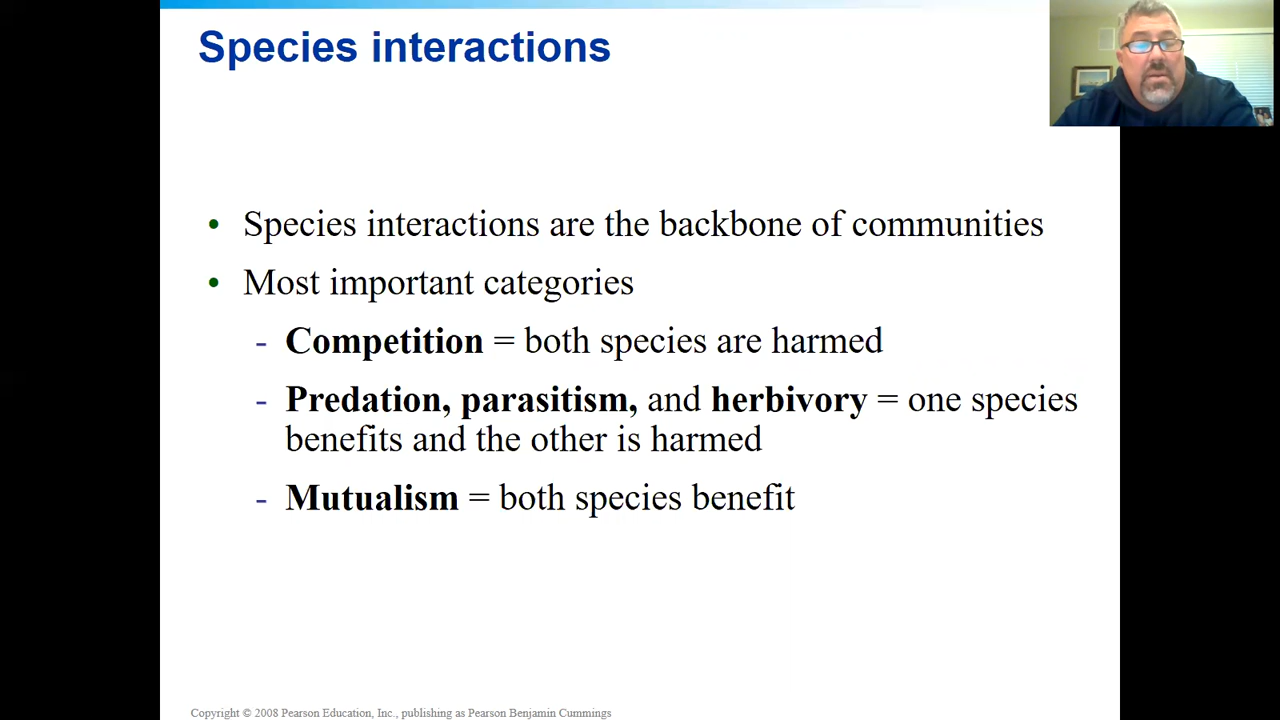 Species interactions
• Species interactions are the backbone of communities
• Most important categories
- Competition = both species are harmed
- Predation, parasitism, and herbivory = one species
benefits and the other is harmed
- Mutualism = both species benefit
Copyright © 2008 Pearson Education, Inc., publishing as Pearson Benjamin Cummings